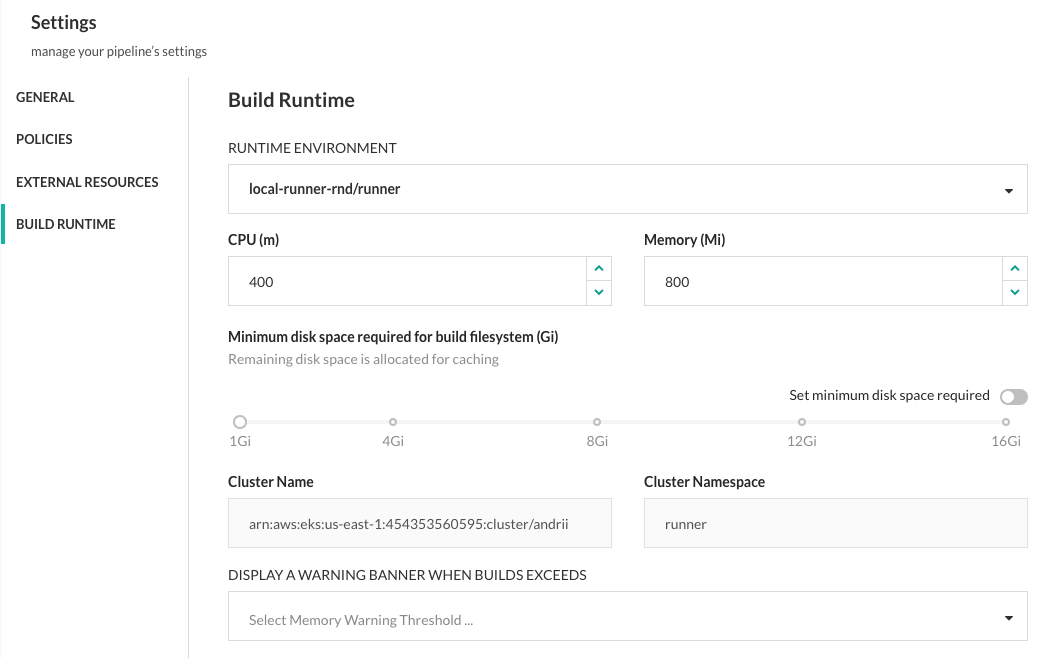 Settings
manage your pipeline's settings
GENERAL
POLICIES
EXTERNAL RESOURCES
BUILD RUNTIME
Build Runtime
RUNTIME ENVIRONMENT
local-runner-rnd/runner
CPU (m)
Memory (Mi)
400
800
Minimum disk space required for build filesystem (Gi)
Remaining disk space is allocated for caching
Set minimum disk space required
1Gi 4Gi 8Gi 12Gi 16Gi
Cluster Name
Cluster Namespace
arn:aws:eks:us-east-1:454353560595:cluster/andrii
runner
DISPLAY A WARNING BANNER WHEN BUILDS EXCEEDS
Select Memory Warning Threshold ...